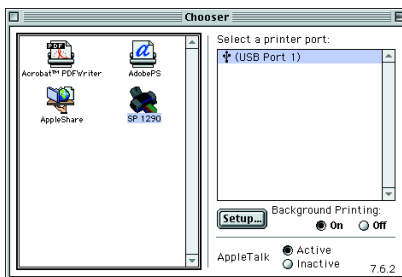 Chooser
Select a printer port:
(USB Port 1)
PDF
Acrobat™ PDFWriter
a
AdobePS
AppleShare
SP 1290
Setup...
Background Printing:
On Off
AppleTalk
Active
Inactive
7.6.2